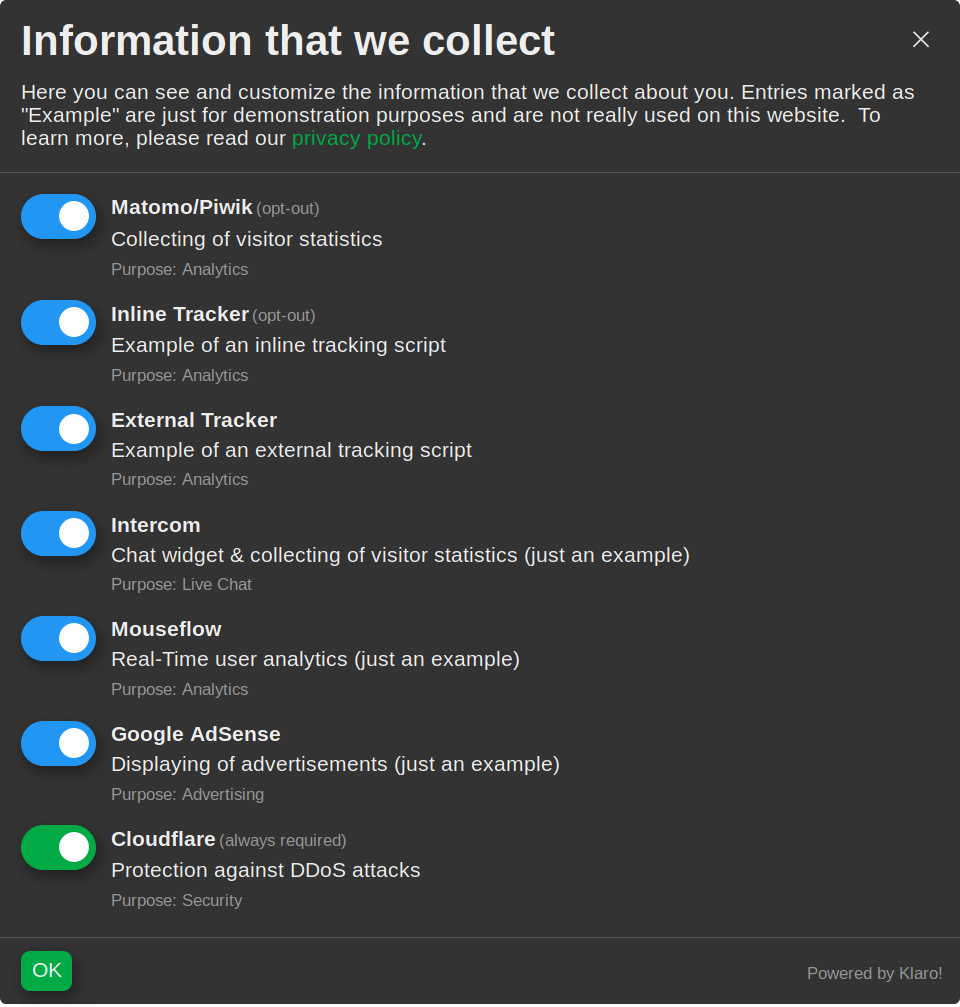 Information that we collect
Here you can see and customize the information that we collect about you. Entries marked as
"Example" are just for demonstration purposes and are not really used on this website.  To
learn more, please read our privacy policy.
Matomo/Piwik (opt-out)
Collecting of visitor statistics
Purpose: Analytics
Inline Tracker (opt-out)
Example of an inline tracking script
Purpose: Analytics
External Tracker
Example of an external tracking script
Purpose: Analytics
Intercom
Chat widget & collecting of visitor statistics (just an example)
Purpose: Live Chat
Mouseflow
Real-Time user analytics (just an example)
Purpose: Analytics
Google AdSense
Displaying of advertisements (just an example)
Purpose: Advertising
Cloudflare (always required)
Protection against DDoS attacks
Purpose: Security
OK
Powered by Klaro!